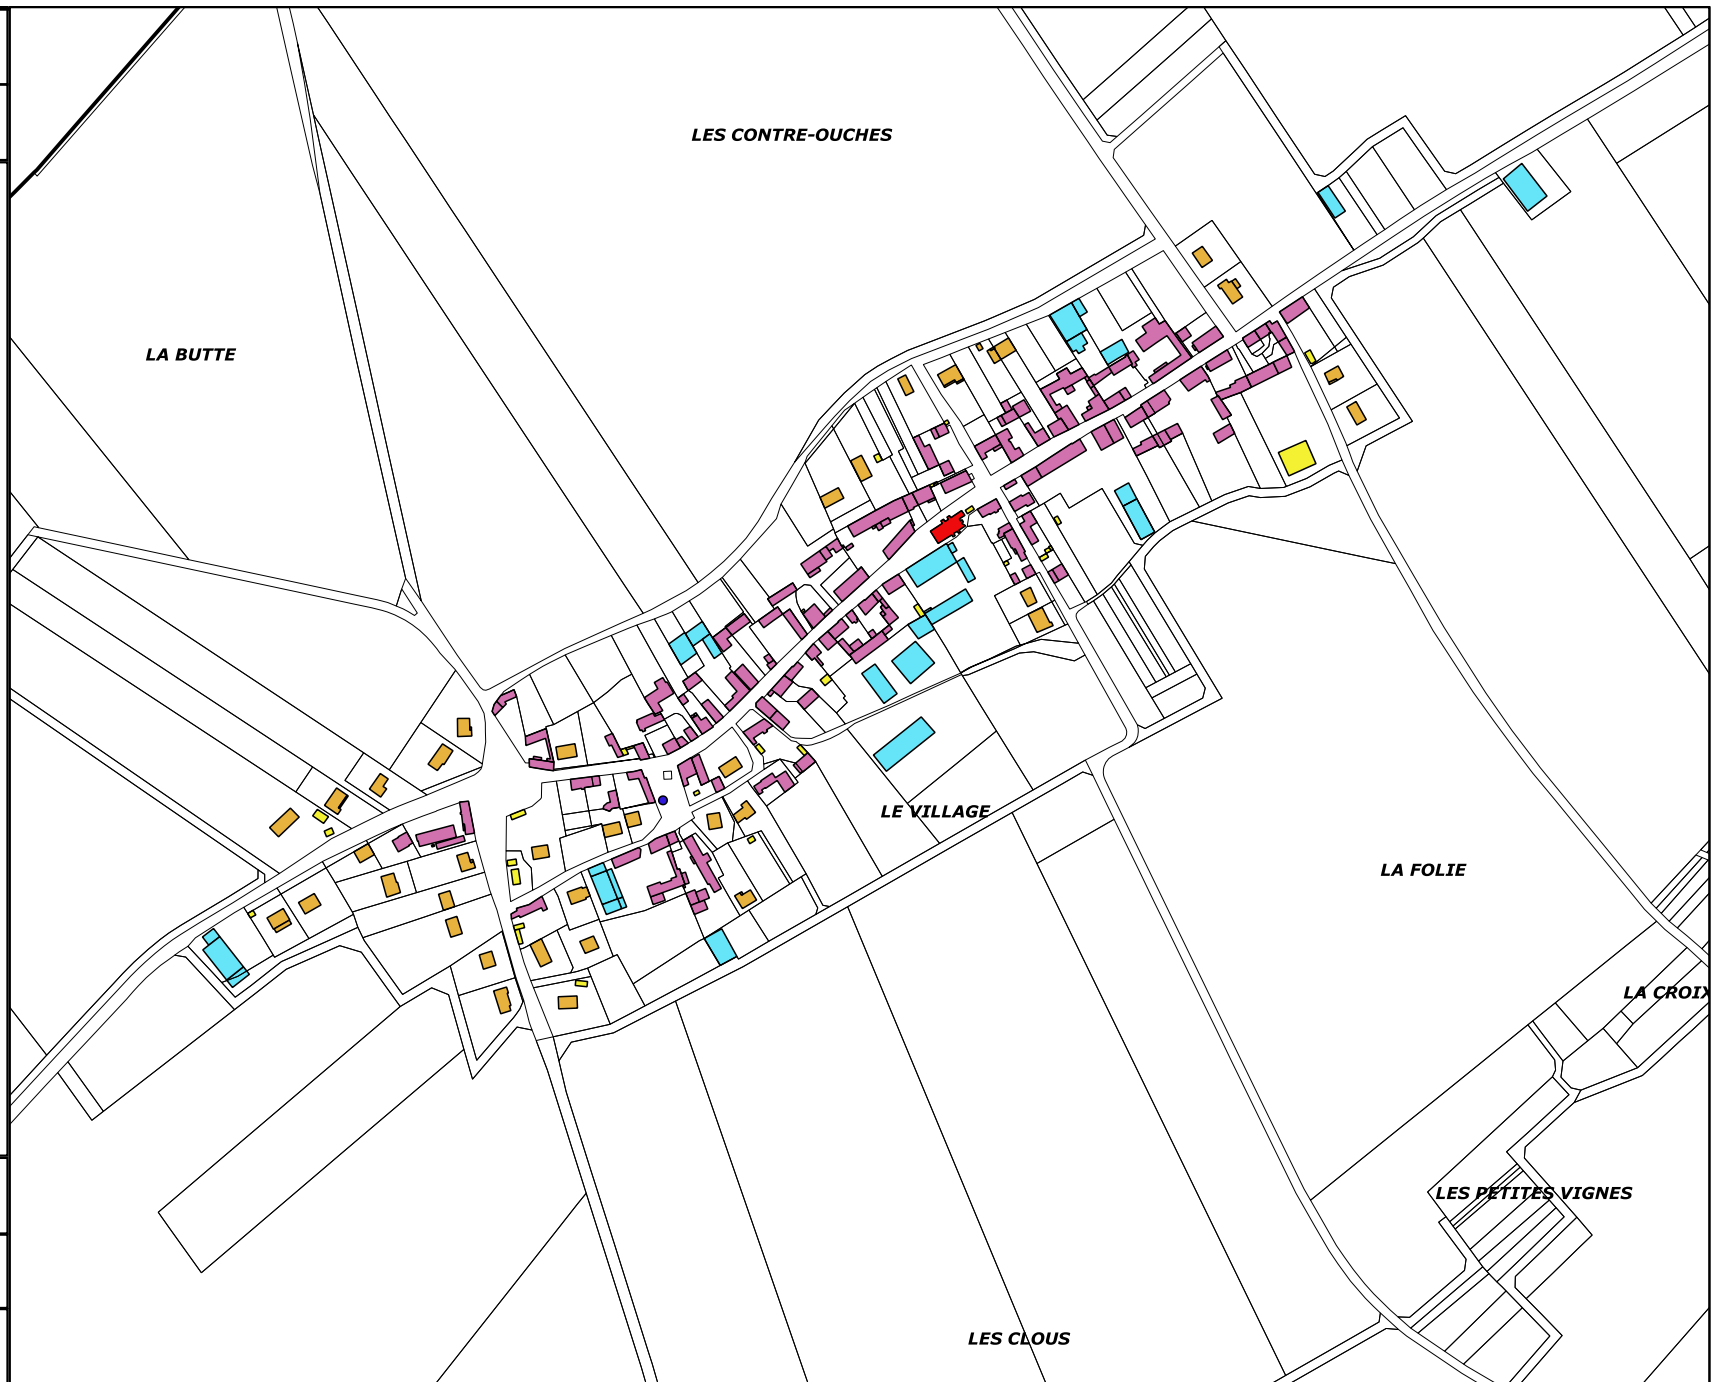 LES CONTRE-OUCHES
LA BUTTE
LE VILLAGE
LA FOLIE
LA CROIX
LES PETITES VIGNES
LES CLOUS